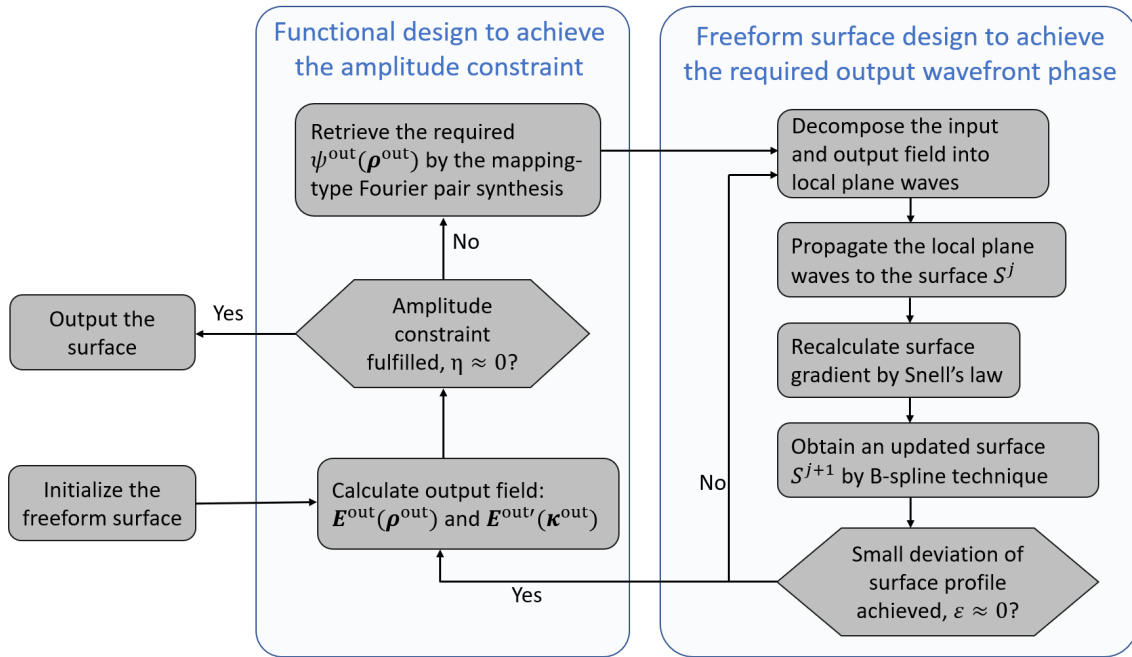 Functional design to achieve
the amplitude constraint
Freeform surface design to achieve
the required output wavefront phase
Retrieve the required
ψ^out(ρ^out) by the mapping-
type Fourier pair synthesis
Decompose the input
and output field into
local plane waves
No
Propagate the local plane
waves to the surface S^j
Output the
surface
Yes
Amplitude
constraint
fulfilled, η ≈ 0?
Recalculate surface
gradient by Snell's law
Initialize the
freeform surface
Calculate output field:
E^out(ρ^out) and E^out′(κ^out)
No
Obtain an updated surface
S^{j+1} by B-spline technique
Yes
Small deviation of
surface profile
achieved, ε ≈ 0?